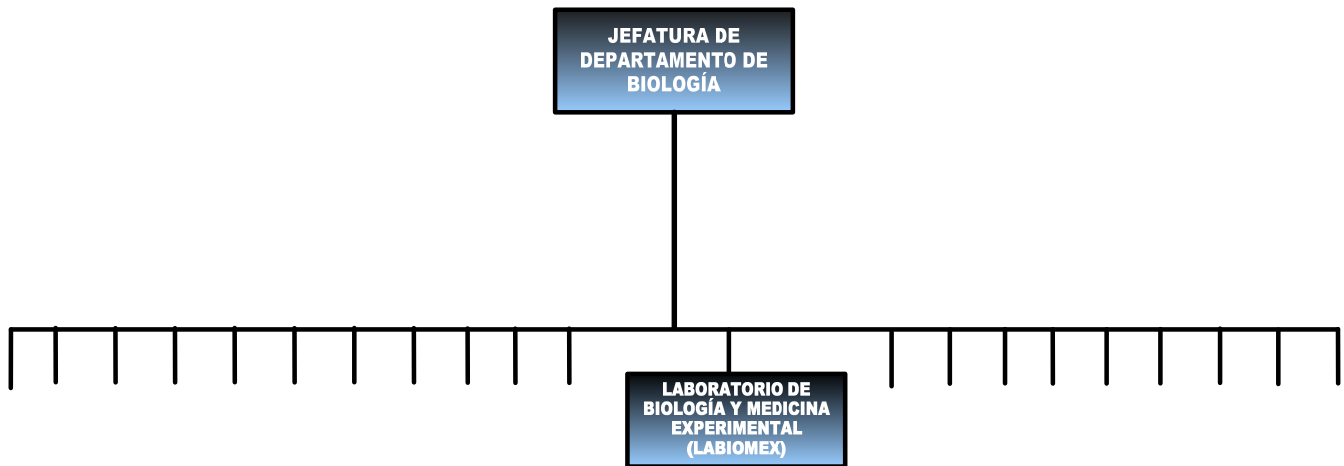 JEFATURA DE
DEPARTAMENTO DE
BIOLOGÍA
LABORATORIO DE
BIOLOGÍA Y MEDICINA
EXPERIMENTAL
(LABIOMEX)